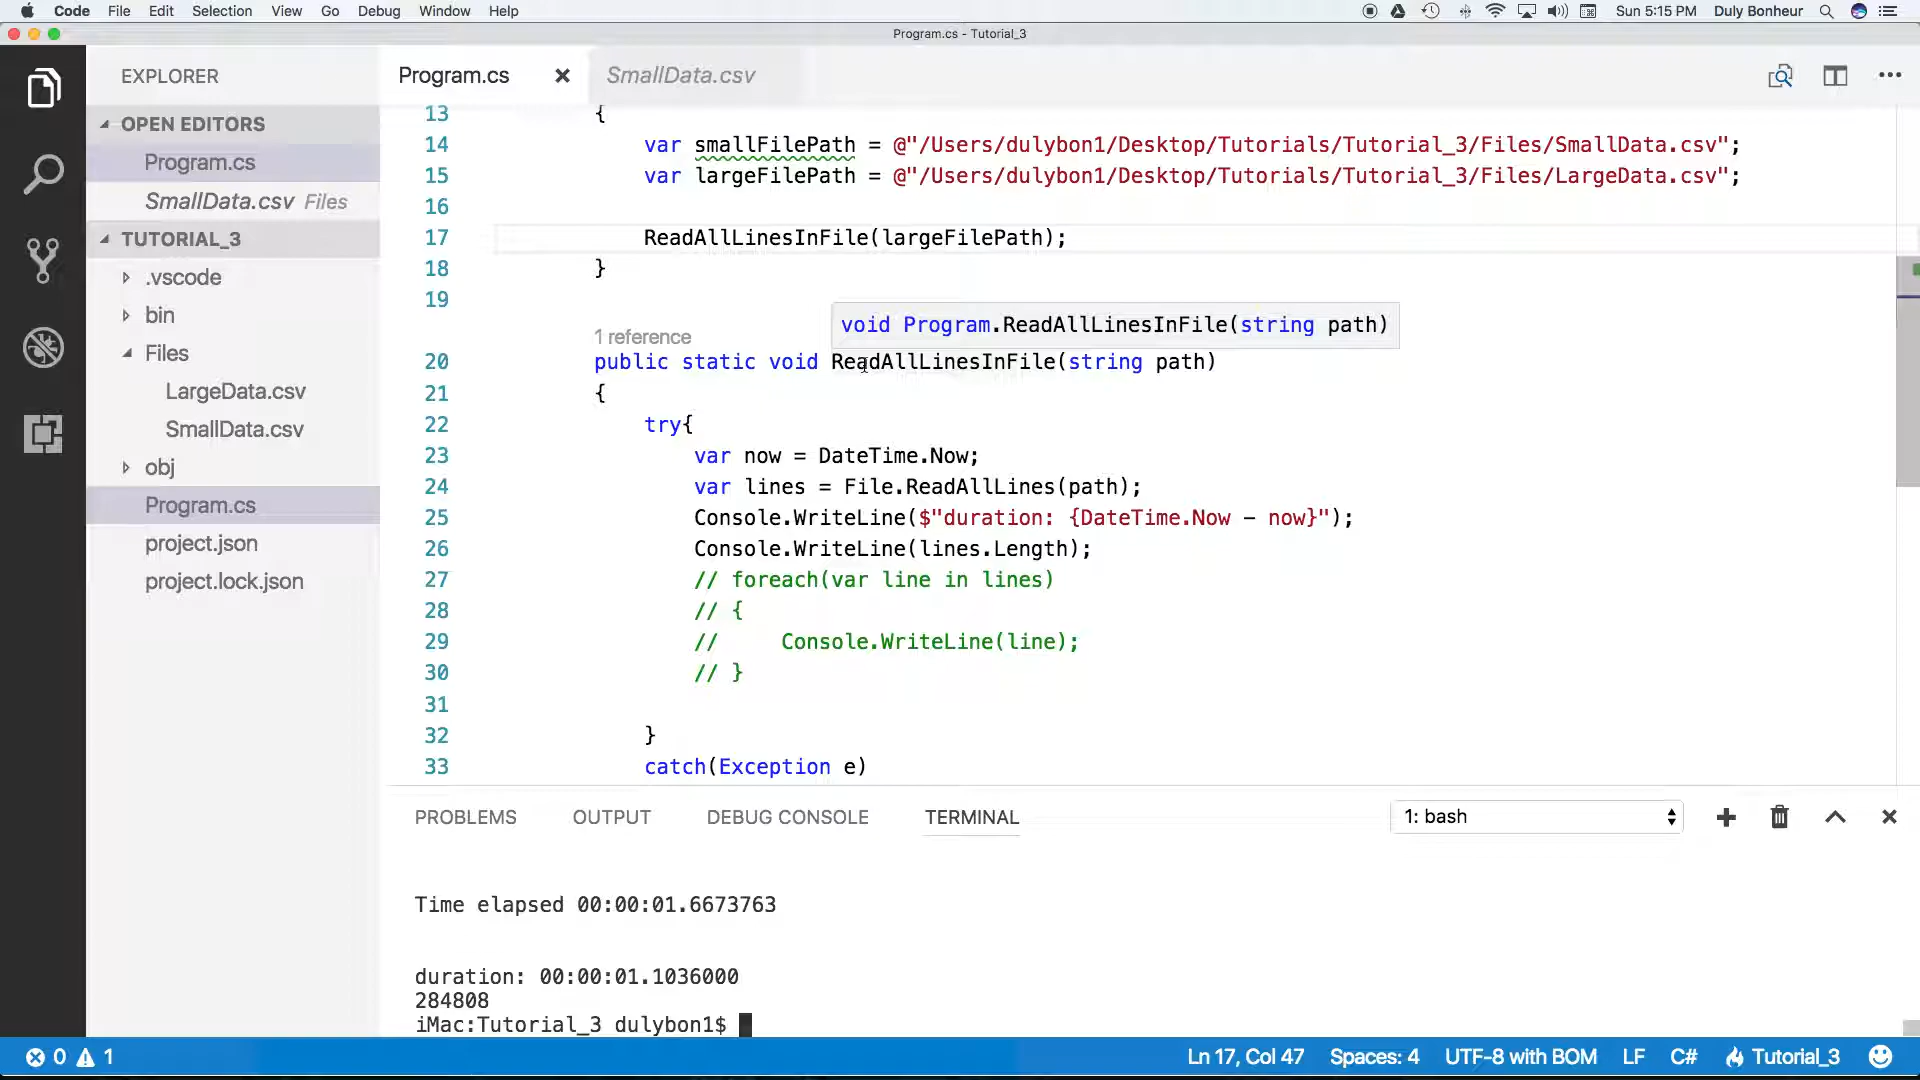 Code File Edit Selection View Go Debug Window Help Sun 5:15 PM Duly Bonheur
Program.cs - Tutorial_3
EXPLORER
OPEN EDITORS
Program.cs
SmallData.csv Files
TUTORIAL_3
.vscode
bin
Files
LargeData.csv
SmallData.csv
obj
Program.cs
project.json
project.lock.json
Program.cs SmallData.csv
13 {
14 var smallFilePath = @"/Users/dulybon1/Desktop/Tutorials/Tutorial_3/Files/SmallData.csv";
15 var largeFilePath = @"/Users/dulybon1/Desktop/Tutorials/Tutorial_3/Files/LargeData.csv";
16
17 ReadAllLinesInFile(largeFilePath);
18 }
19
void Program.ReadAllLinesInFile(string path)
1 reference
20 public static void ReadAllLinesInFile(string path)
21 {
22 try{
23 var now = DateTime.Now;
24 var lines = File.ReadAllLines(path);
25 Console.WriteLine($"duration: {DateTime.Now - now}");
26 Console.WriteLine(lines.Length);
27 // foreach(var line in lines)
28 // {
29 // Console.WriteLine(line);
30 // }
31
32 }
33 catch(Exception e)
PROBLEMS OUTPUT DEBUG CONSOLE TERMINAL 1: bash
Time elapsed 00:00:01.6673763
duration: 00:00:01.1036000
284808
iMac:Tutorial_3 dulybon1$
0 1 Ln 17, Col 47 Spaces: 4 UTF-8 with BOM LF C# Tutorial_3